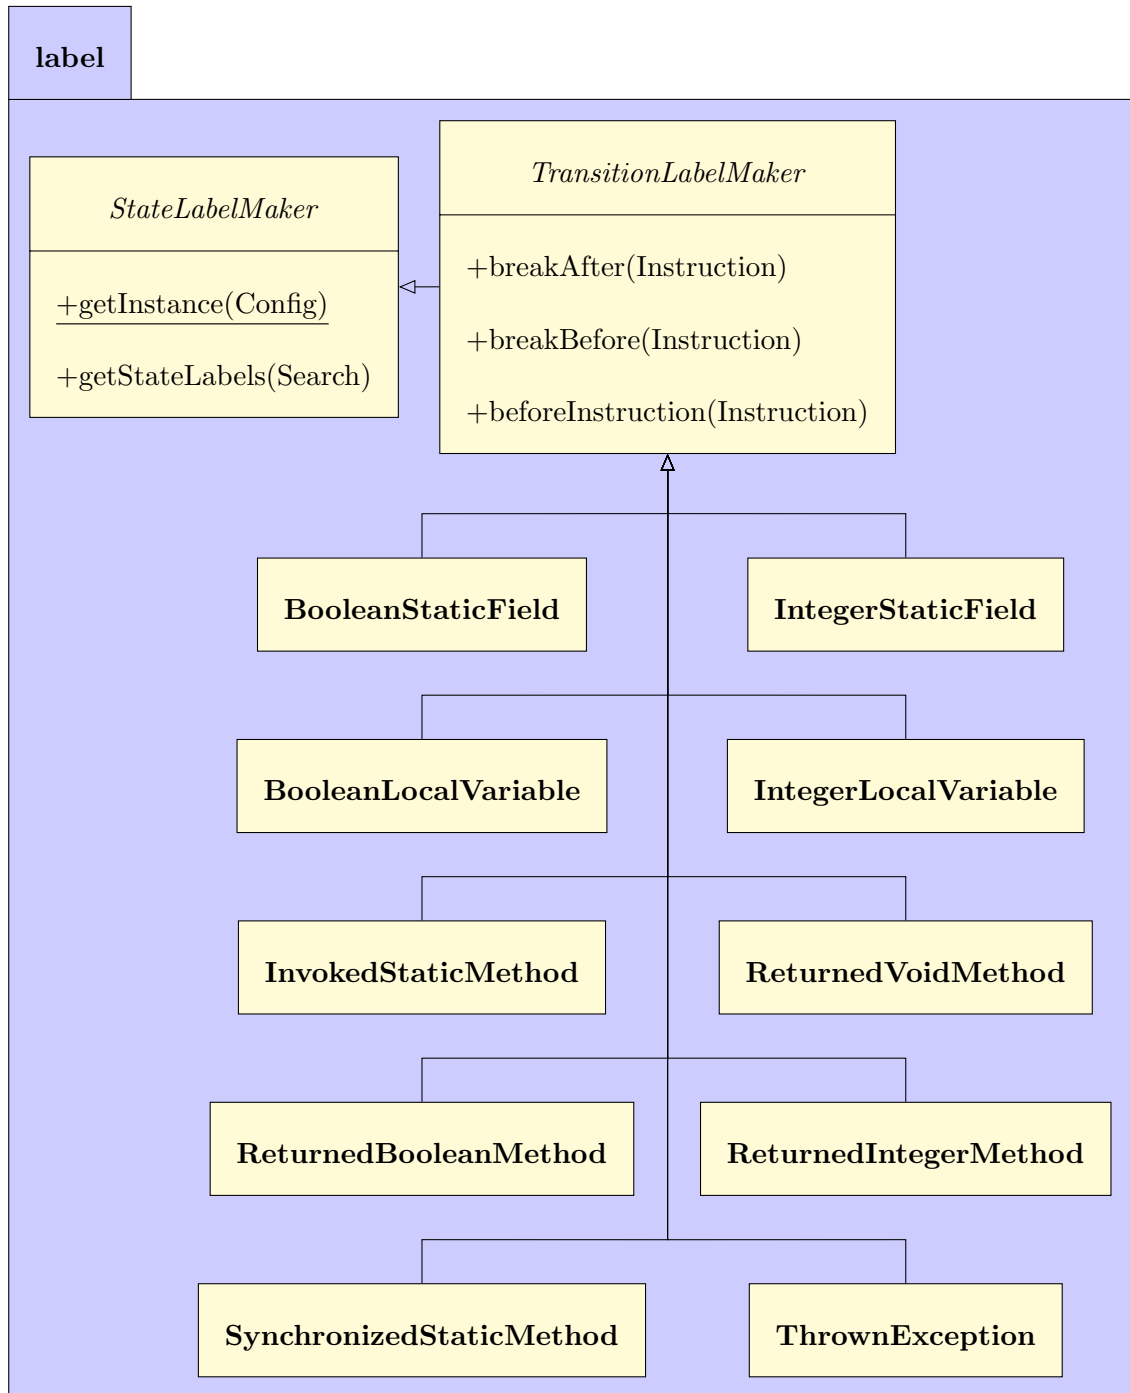 label
StateLabelMaker
+getInstance(Config)
+getStateLabels(Search)
TransitionLabelMaker
+breakAfter(Instruction)
+breakBefore(Instruction)
+beforeInstruction(Instruction)
BooleanStaticField
IntegerStaticField
BooleanLocalVariable
IntegerLocalVariable
InvokedStaticMethod
ReturnedVoidMethod
ReturnedBooleanMethod
ReturnedIntegerMethod
SynchronizedStaticMethod
ThrownException